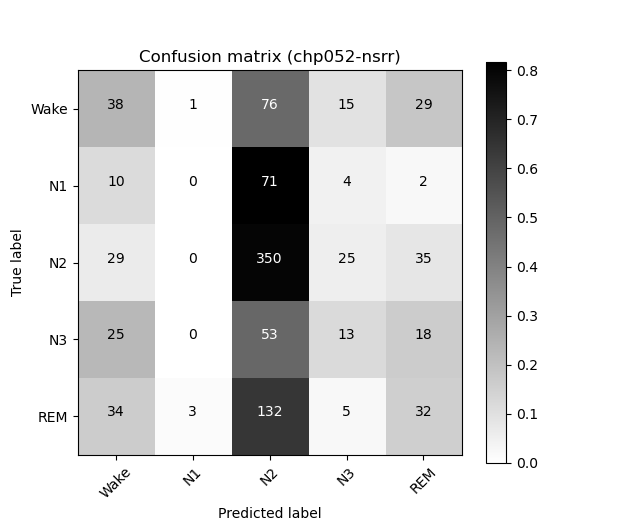 Confusion matrix (chp052-nsrr)
Wake 38 1 76 15 29
N1 10 0 71 4 2
N2 29 0 350 25 35
N3 25 0 53 13 18
REM 34 3 132 5 32
Wake N1 N2 N3 REM
True label
Predicted label
0.8
0.7
0.6
0.5
0.4
0.3
0.2
0.1
0.0